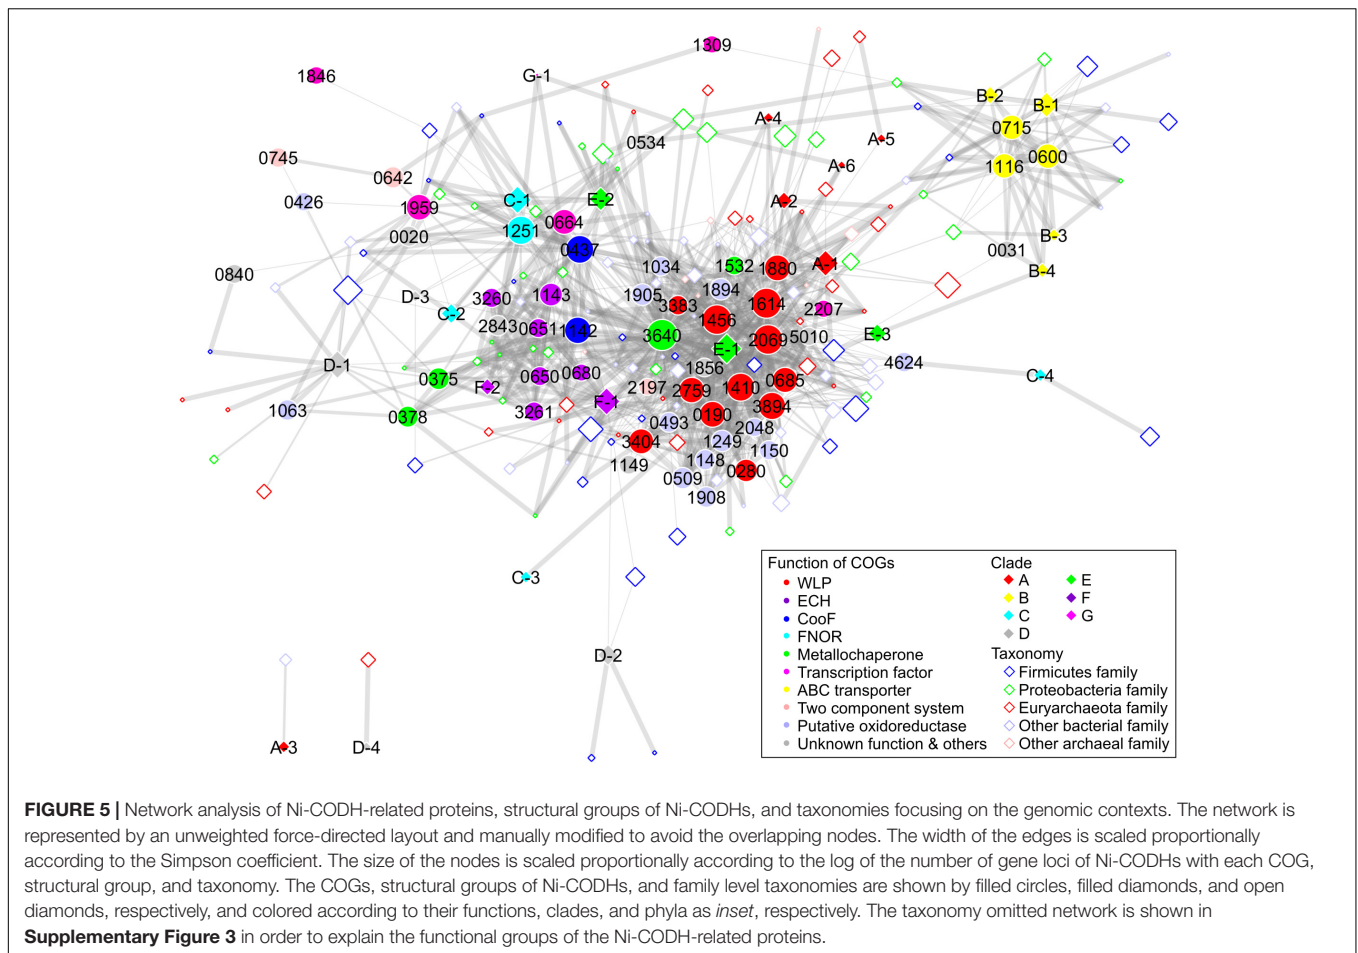 1309
1846
G-1
B-2
B-1
A-4
0715
0534
A-5
0745
1116
0600
A-6
0642
C-1
E-2
A-2
0426
1959
0664
1251
0020
0437
B-3
0031
0840
1034
1532
1880
A-1
B-4
D-3
3260
1143
1905
1894
3383
1614
2207
C-2
1456
2843
0651
1142
3640
2069
5010
E-3
E-1
D-1
1856
4624
0375
0650
0680
2197
F-2
2759
1410
0685
C-4
1063
0378
3261
F-1
0190
3894
0493
2048
3404
1249
1150
1149
1148
0280
0509
1908
C-3
D-2
A-3
D-4
Function of COGs
WLP
ECH
CooF
FNOR
Metallochaperone
Transcription factor
ABC transporter
Two component system
Putative oxidoreductase
Unknown function & others
Clade
A
B
C
D
E
F
G
Taxonomy
Firmicutes family
Proteobacteria family
Euryarchaeota family
Other bacterial family
Other archaeal family
FIGURE 5 | Network analysis of Ni-CODH-related proteins, structural groups of Ni-CODHs, and taxonomies focusing on the genomic contexts. The network is
represented by an unweighted force-directed layout and manually modified to avoid the overlapping nodes. The width of the edges is scaled proportionally
according to the Simpson coefficient. The size of the nodes is scaled proportionally according to the log of the number of gene loci of Ni-CODHs with each COG,
structural group, and taxonomy. The COGs, structural groups of Ni-CODHs, and family level taxonomies are shown by filled circles, filled diamonds, and open
diamonds, respectively, and colored according to their functions, clades, and phyla as inset, respectively. The taxonomy omitted network is shown in
Supplementary Figure 3 in order to explain the functional groups of the Ni-CODH-related proteins.